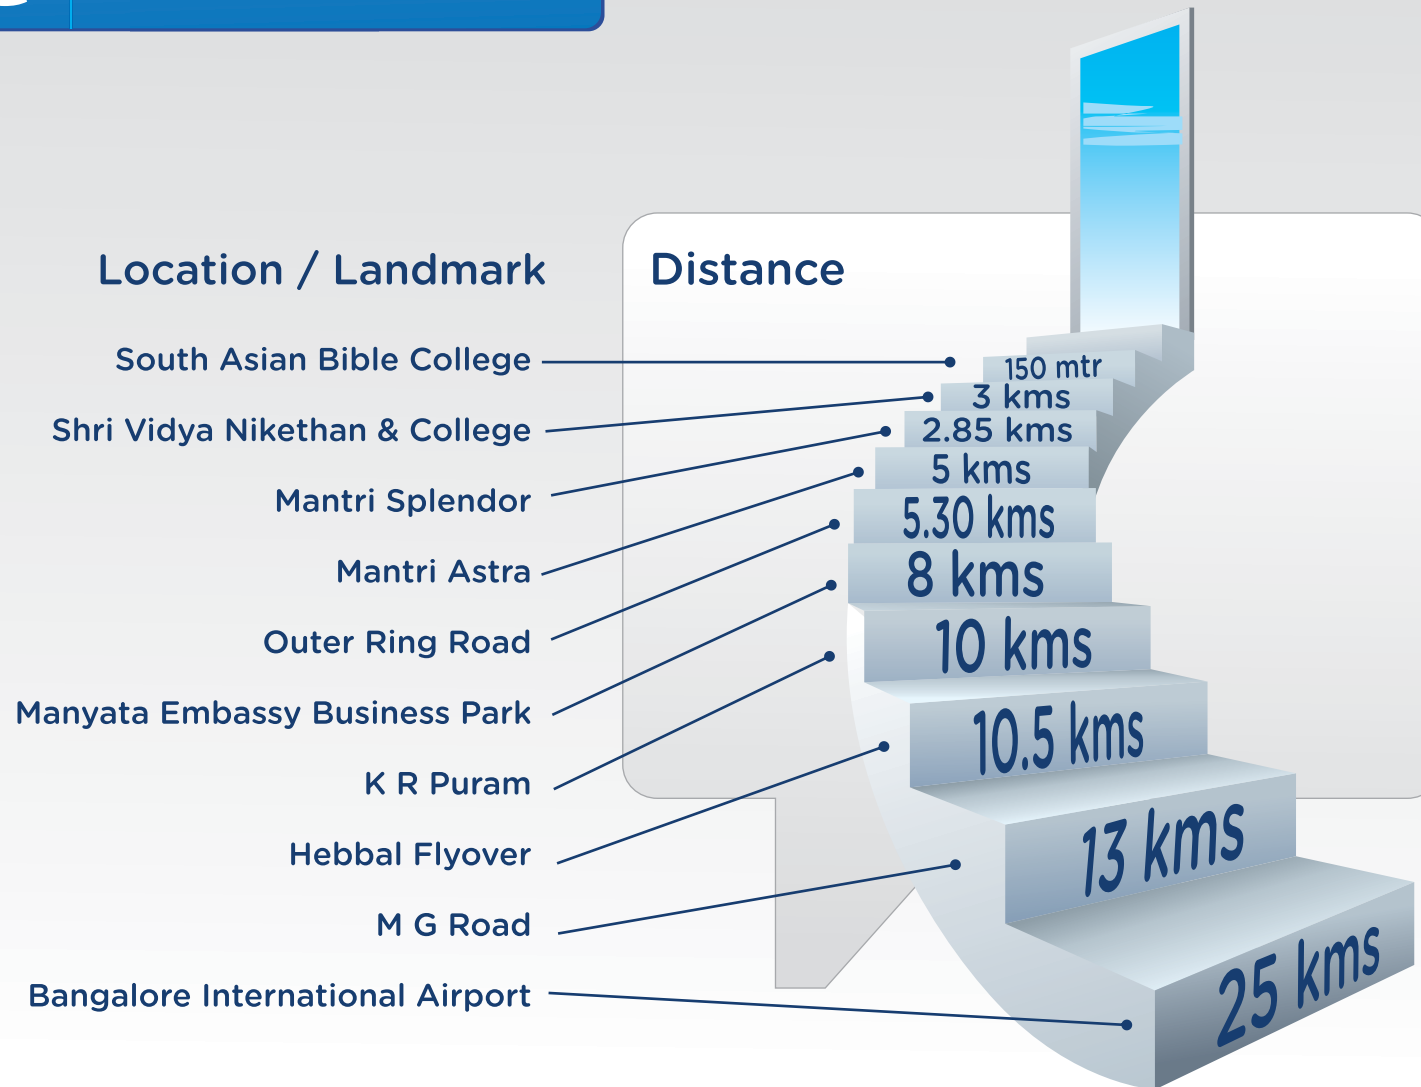 Location / Landmark Distance
South Asian Bible College 150 mtr
Shri Vidya Nikethan & College 3 kms
Mantri Splendor 2.85 kms
Mantri Astra 5 kms
Outer Ring Road 5.30 kms
Manyata Embassy Business Park 8 kms
K R Puram 10 kms
Hebbal Flyover 10.5 kms
M G Road 13 kms
Bangalore International Airport 25 kms